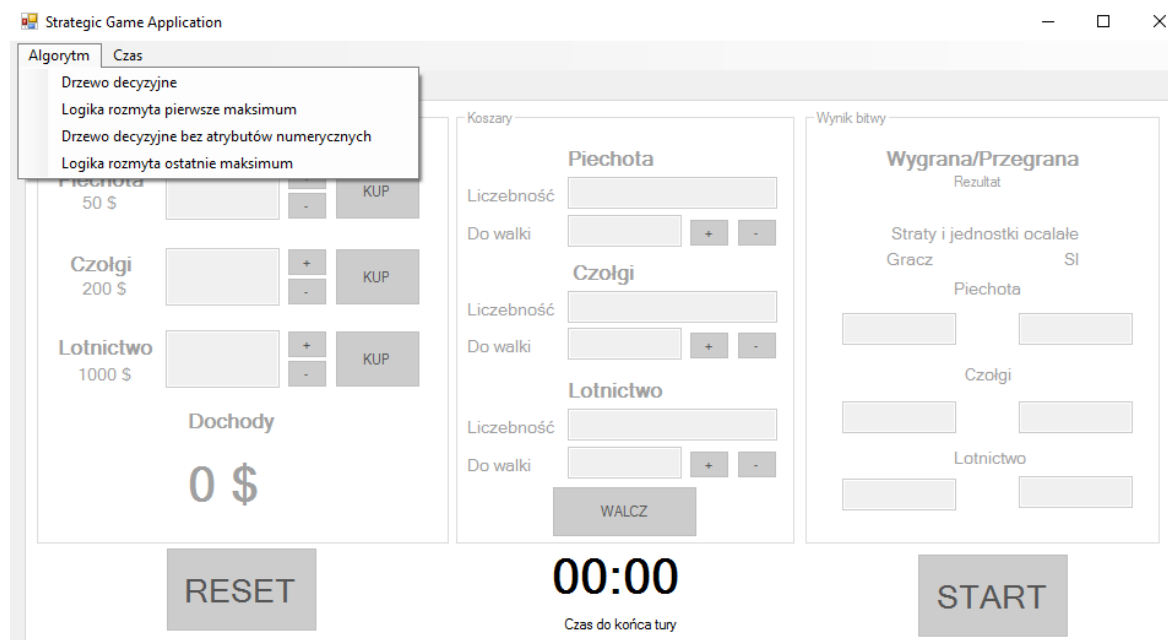 Strategic Game Application
Algorytm Czas
Drzewo decyzyjne
Logika rozmyta pierwsze maksimum
Drzewo decyzyjne bez atrybutów numerycznych
Logika rozmyta ostatnie maksimum
Piechota
50 $
-
KUP
Czołgi
200 $
+
-
KUP
Lotnictwo
1000 $
+
-
KUP
Dochody
0 $
Koszary
Piechota
Liczebność
Do walki
+ -
Czołgi
Liczebność
Do walki
+ -
Lotnictwo
Liczebność
Do walki
+ -
WALCZ
Wynik bitwy
Wygrana/Przegrana
Rezultat
Straty i jednostki ocalałe
Gracz SI
Piechota
Czołgi
Lotnictwo
RESET
00:00
Czas do końca tury
START